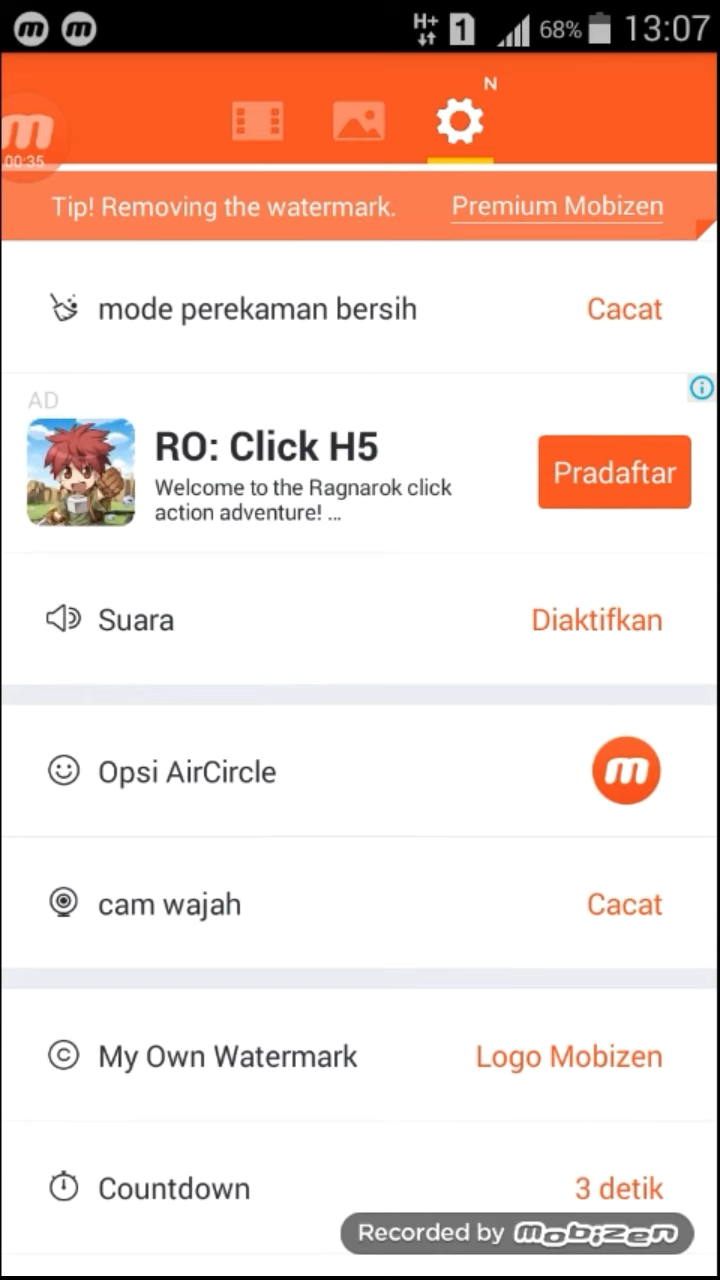 H+ 1 68% 13:07
N
m
00:35
Tip! Removing the watermark. Premium Mobizen
mode perekaman bersih Cacat
AD
RO: Click H5
Welcome to the Ragnarok click
action adventure! ...
Pradaftar
Suara Diaktifkan
Opsi AirCircle m
cam wajah Cacat
My Own Watermark Logo Mobizen
Countdown 3 detik
Recorded by mobizen